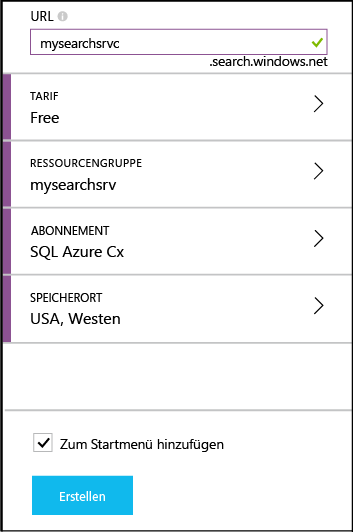 URL
mysearchsrvc
.search.windows.net
TARIF
Free
RESSOURCENGRUPPE
mysearchsrv
ABONNEMENT
SQL Azure Cx
SPEICHERORT
USA, Westen
Zum Startmenü hinzufügen
Erstellen